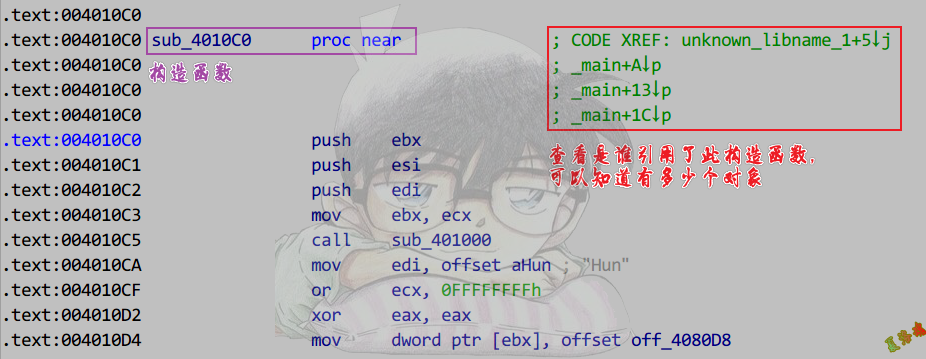 .text:004010C0
.text:004010C0 sub_4010C0 proc near ; CODE XREF: unknown_libname_1+5↓j
.text:004010C0 ; _main+A↓p
.text:004010C0 ; _main+13↓p
.text:004010C0 ; _main+1C↓p
构造函数
.text:004010C0 push ebx
查看是谁引用了此构造函数,
可以知道有多少个对象
.text:004010C1 push esi
.text:004010C2 push edi
.text:004010C3 mov ebx, ecx
.text:004010C5 call sub_401000
.text:004010CA mov edi, offset aHun ; "Hun"
.text:004010CF or ecx, 0FFFFFFFFh
.text:004010D2 xor eax, eax
.text:004010D4 mov dword ptr [ebx], offset off_4080D8